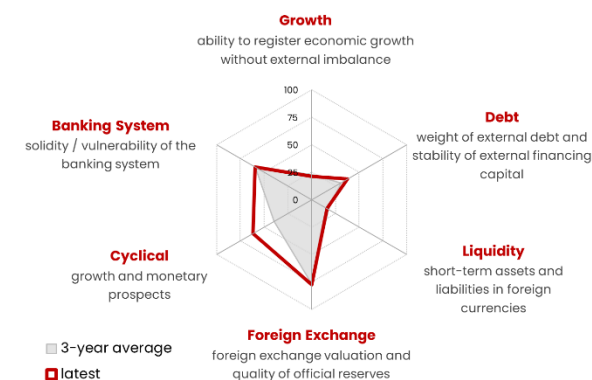 Growth
ability to register economic growth
without external imbalance
100
75
50
25
0
Banking System
solidity / vulnerability of the
banking system
Debt
weight of external debt and
stability of external financing
capital
Cyclical
growth and monetary
prospects
Liquidity
short-term assets and
liabilities in foreign
currencies
Foreign Exchange
foreign exchange valuation and
quality of official reserves
3-year average
latest